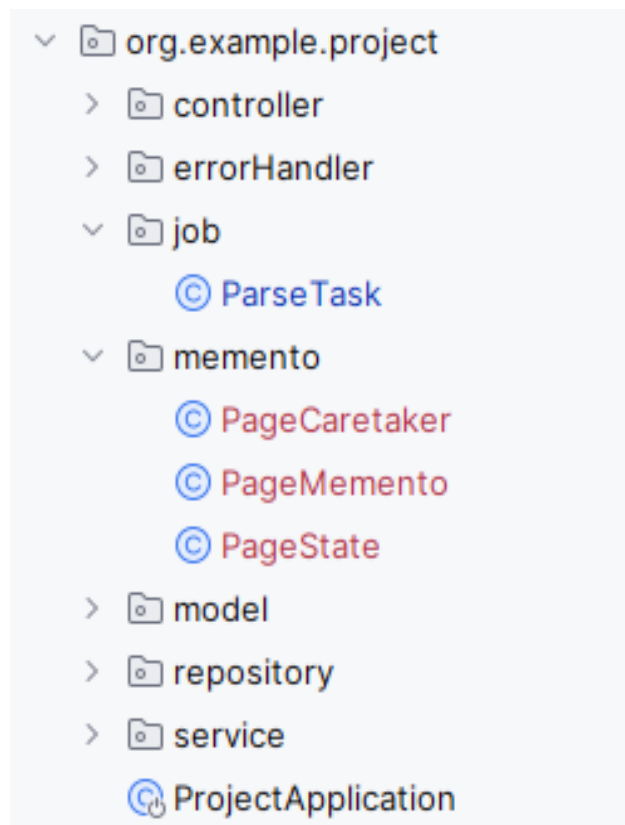 org.example.project
controller
errorHandler
job
ParseTask
memento
PageCaretaker
PageMemento
PageState
model
repository
service
ProjectApplication